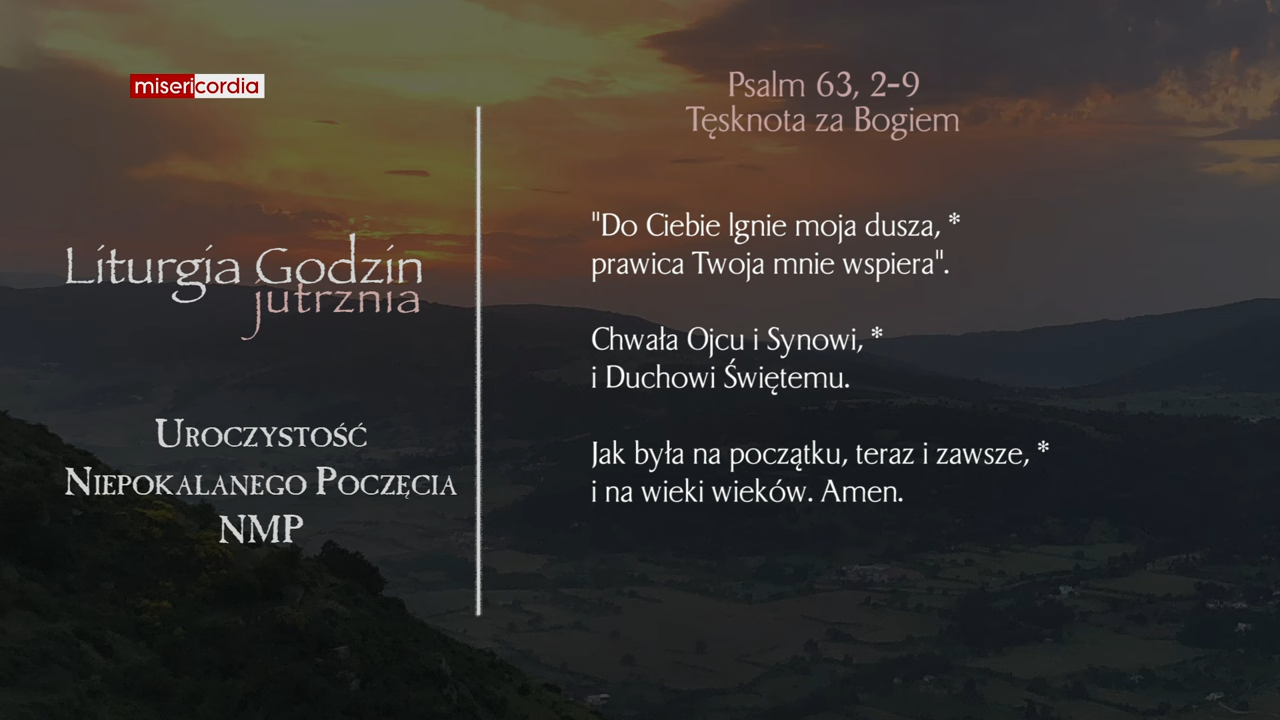 misericordia
Liturgia Godzin
jutrznia
Uroczystość
Niepokalanego Poczęcia
NMP
Psalm 63, 2-9
Tęsknota za Bogiem
"Do Ciebie lgnie moja dusza, *
prawica Twoja mnie wspiera".
Chwała Ojcu i Synowi, *
i Duchowi Świętemu.
Jak była na początku, teraz i zawsze, *
i na wieki wieków. Amen.